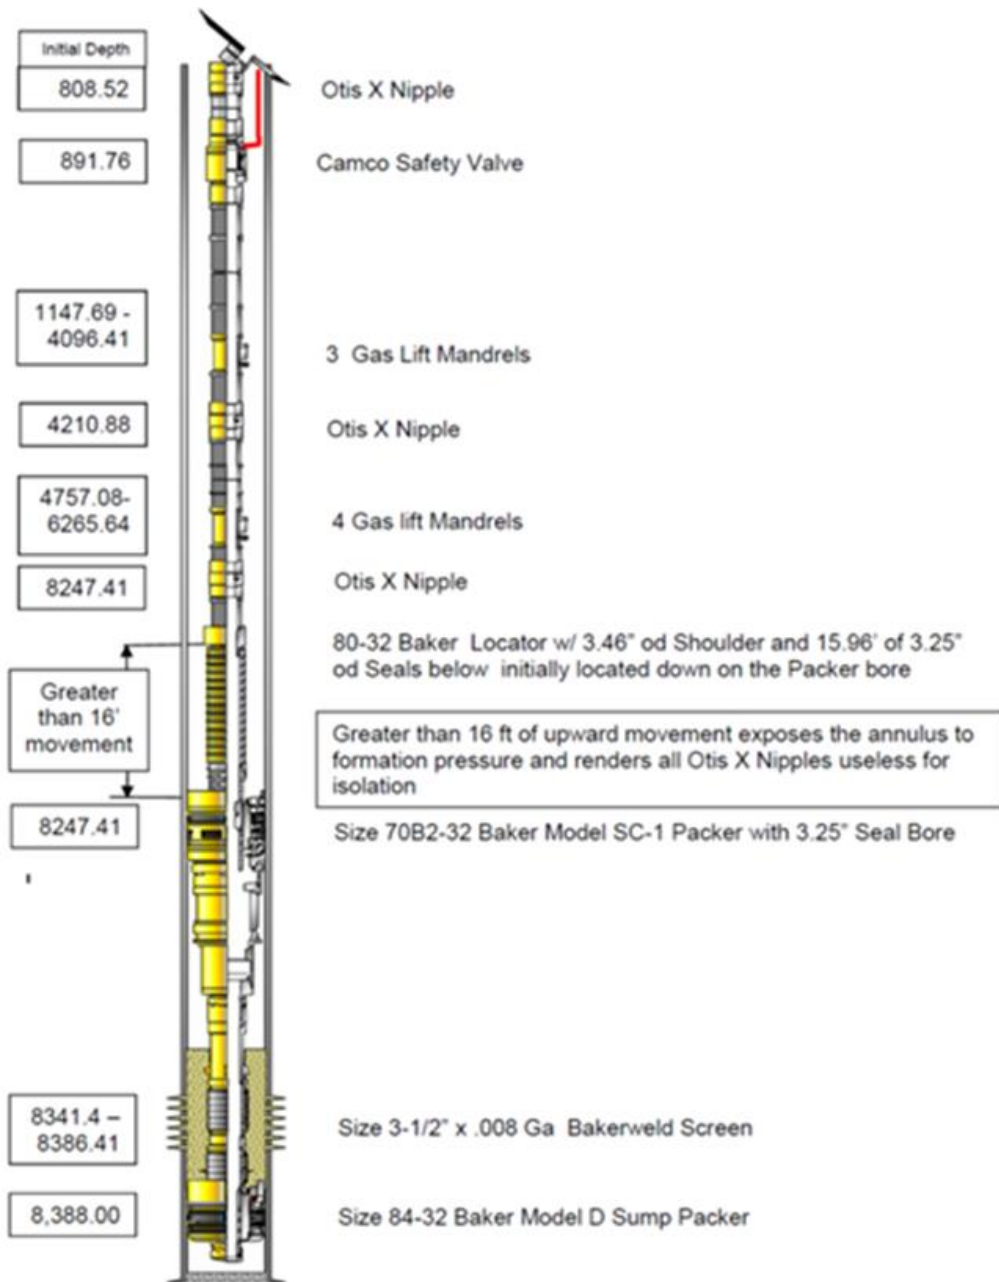 Initial Depth
808.52
Otis X Nipple
891.76
Camco Safety Valve
1147.69 -
4096.41
3 Gas Lift Mandrels
4210.88
Otis X Nipple
4757.08-
6265.64
4 Gas lift Mandrels
8247.41
Otis X Nipple
80-32 Baker Locator w/ 3.46" od Shoulder and 15.96' of 3.25"
od Seals below initially located down on the Packer bore
Greater
than 16'
movement
Greater than 16 ft of upward movement exposes the annulus to
formation pressure and renders all Otis X Nipples useless for
isolation
8247.41
Size 70B2-32 Baker Model SC-1 Packer with 3.25" Seal Bore
8341.4 –
8386.41
Size 3-1/2" x .008 Ga Bakerweld Screen
8,388.00
Size 84-32 Baker Model D Sump Packer